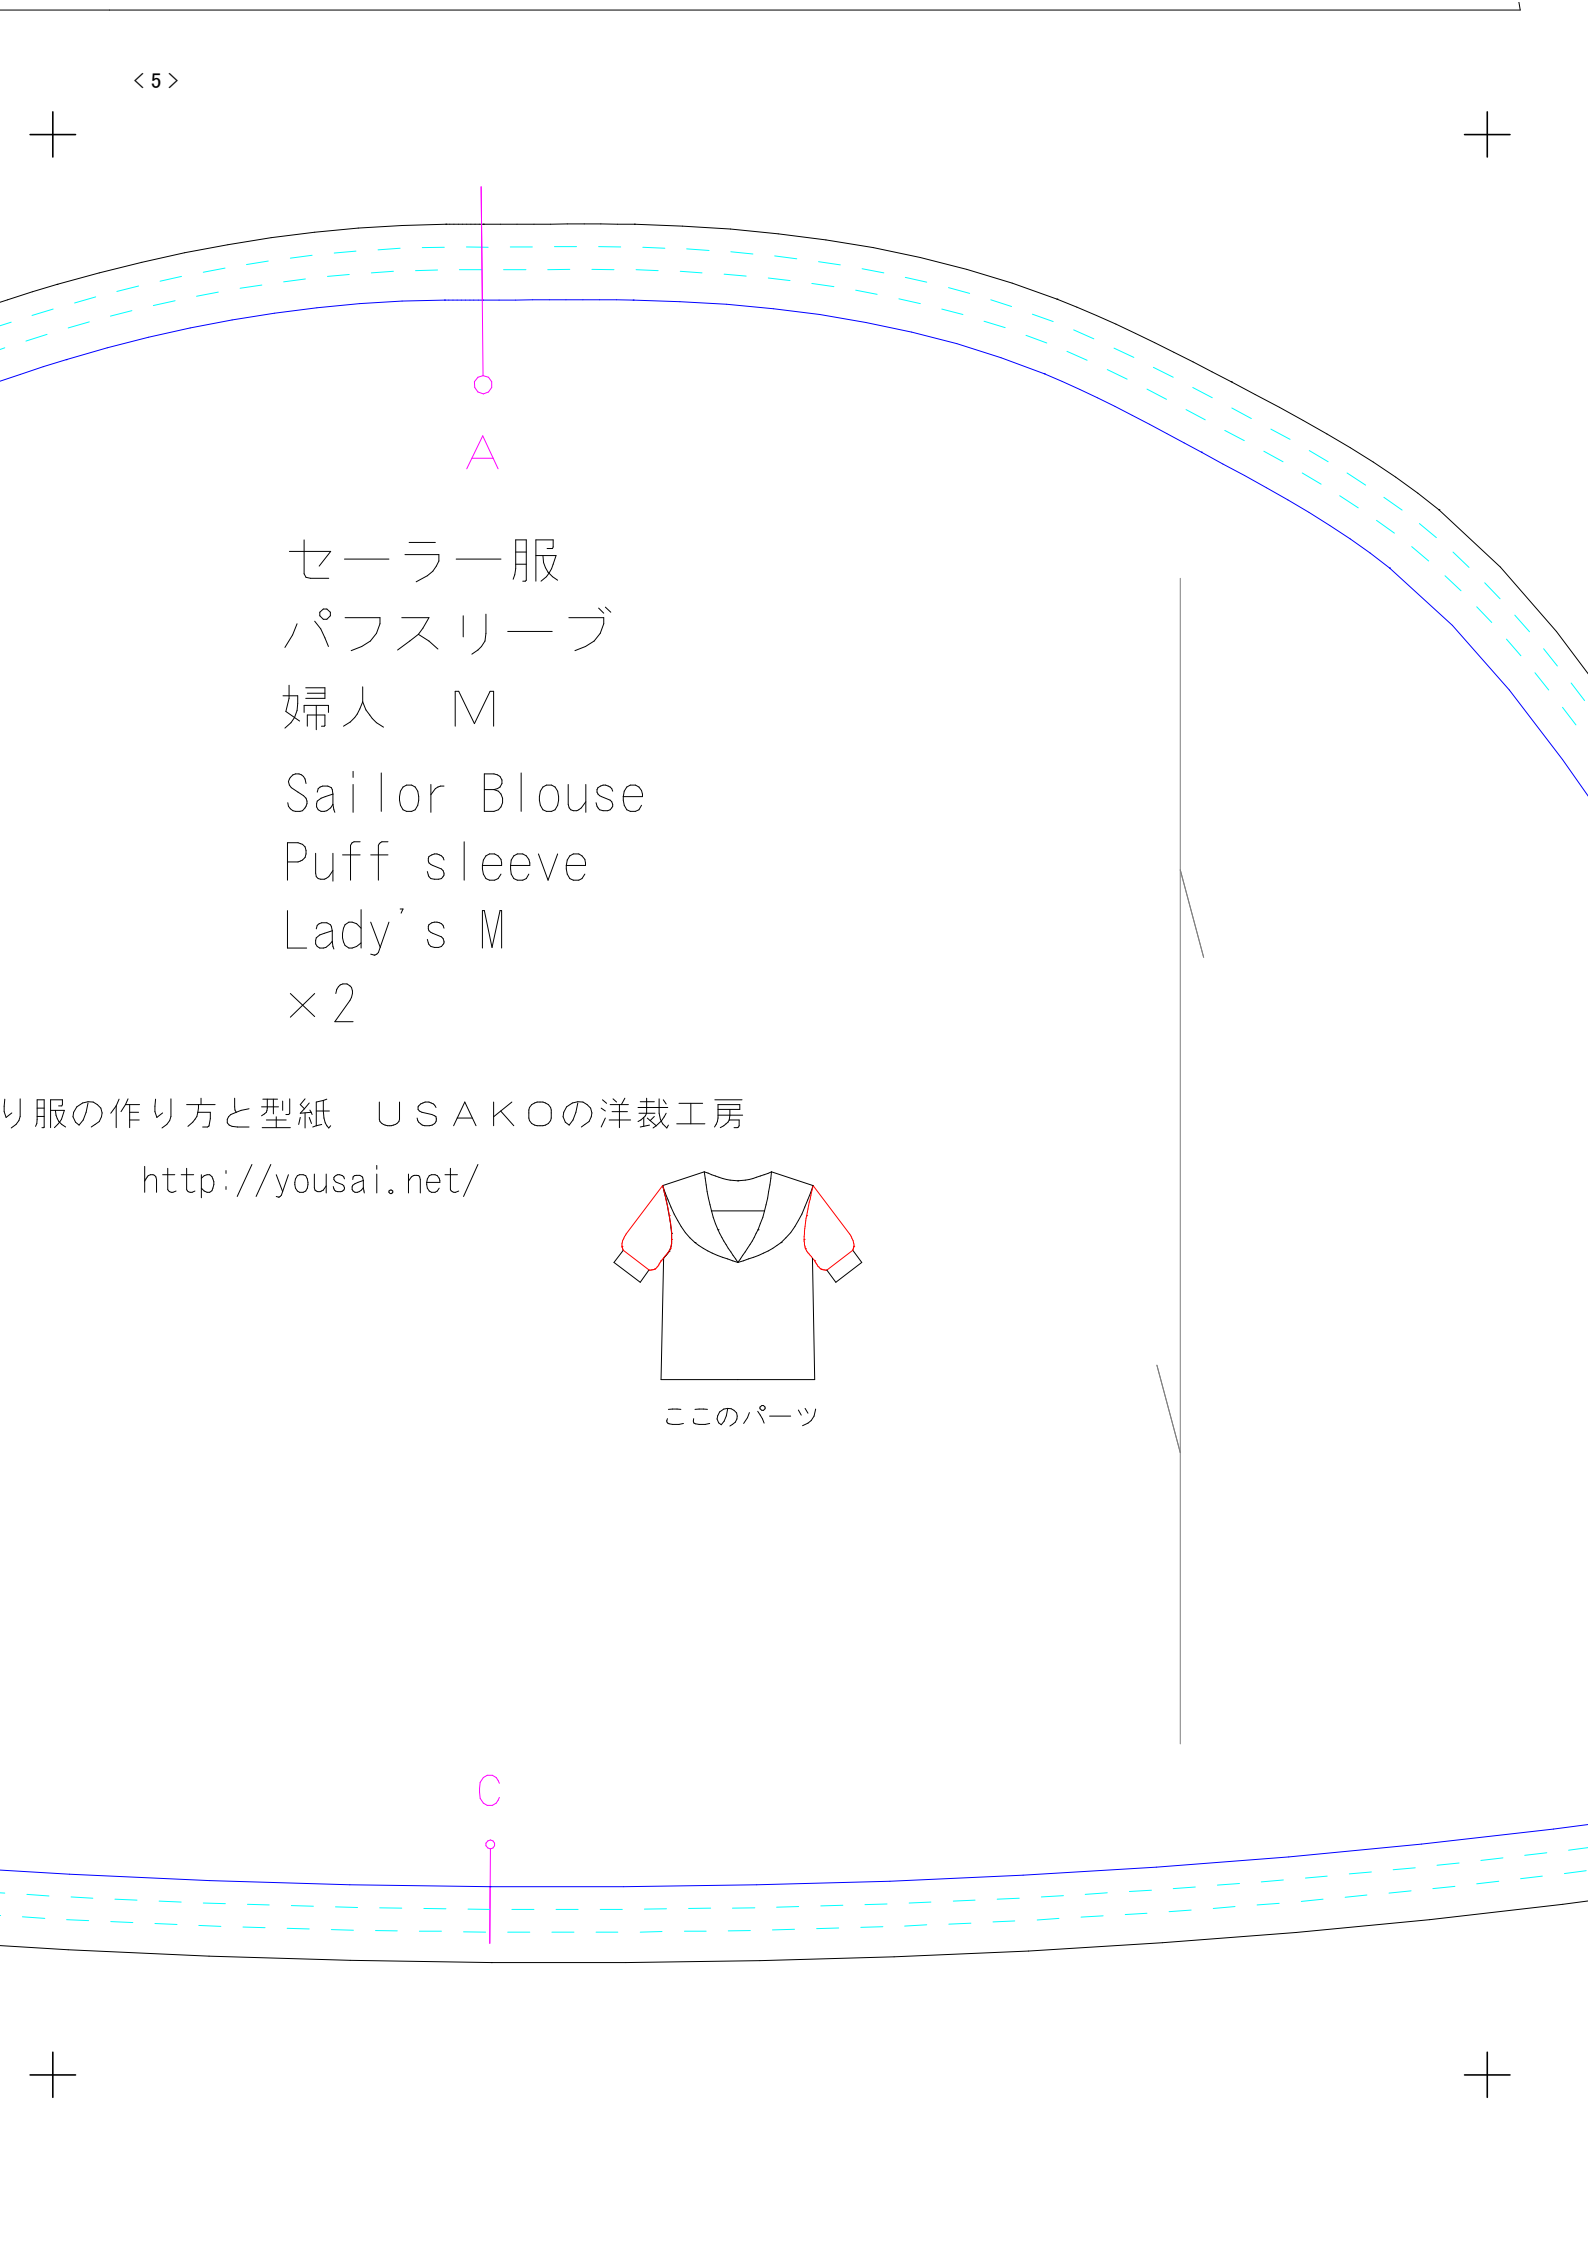 <5>
A
セーラー服
パフスリーブ
婦人　M
Sailor Blouse
Puff sleeve
Lady's M
×2
り服の作り方と型紙　USAKOの洋裁工房
http://yousai.net/
ここのパーツ
C